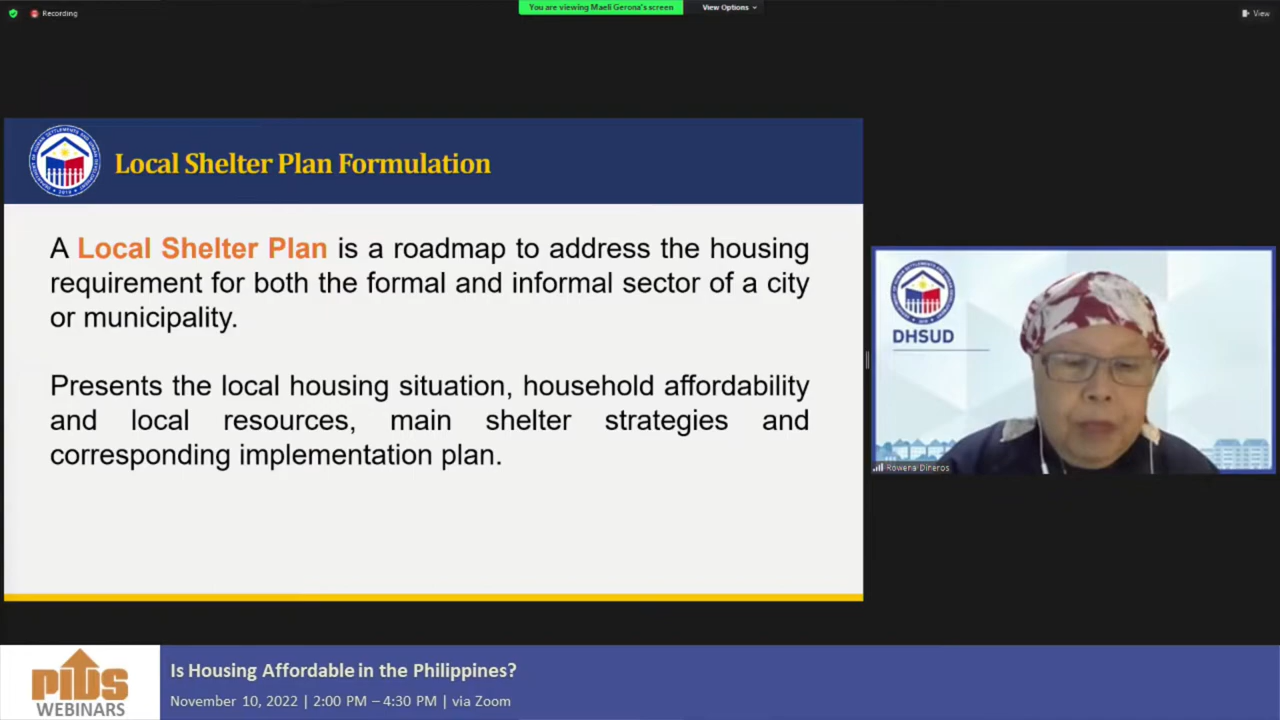 Recording
You are viewing Maeli Gerona's screen
View Options
View
Local Shelter Plan Formulation
A Local Shelter Plan is a roadmap to address the housing
requirement for both the formal and informal sector of a city
or municipality.
Presents the local housing situation, household affordability
and local resources, main shelter strategies and
corresponding implementation plan.
DHSUD
Rowena Dineros
PIDS
WEBINARS
Is Housing Affordable in the Philippines?
November 10, 2022 | 2:00 PM – 4:30 PM | via Zoom